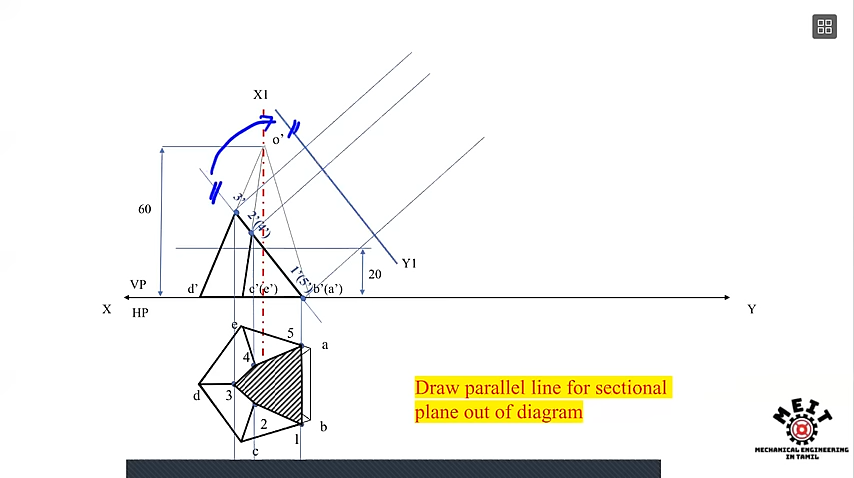 X1
o'
60
3'
2'(4')
1'(5')
Y1
20
VP
d'
c'(e')
b'(a')
X
HP
Y
e
5
a
4
d
3
2
b
1
c
Draw parallel line for sectional
plane out of diagram
MEIT
MECHANICAL ENGINEERING
IN TAMIL